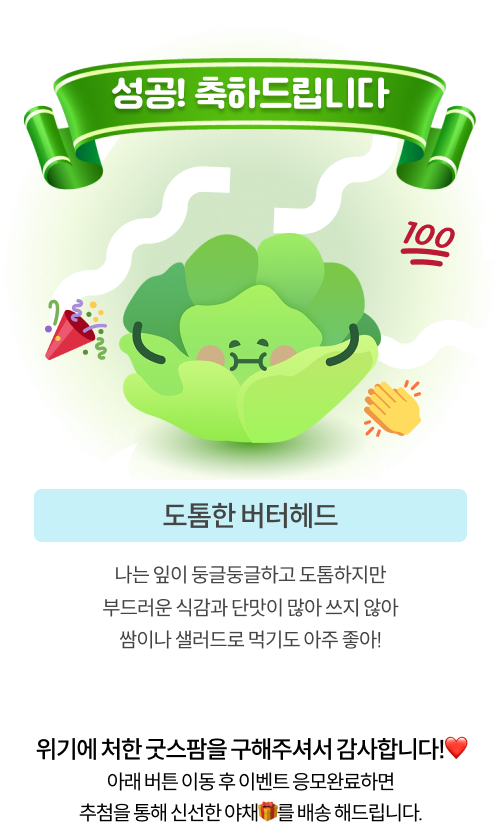 성공! 축하드립니다
100
도톰한 버터헤드
나는 잎이 둥글둥글하고 도톰하지만
부드러운 식감과 단맛이 많아 쓰지 않아
쌈이나 샐러드로 먹기도 아주 좋아!
위기에 처한 굿스팜을 구해주셔서 감사합니다!❤️
아래 버튼 이동 후 이벤트 응모완료하면
추첨을 통해 신선한 야채🎁를 배송 해드립니다.